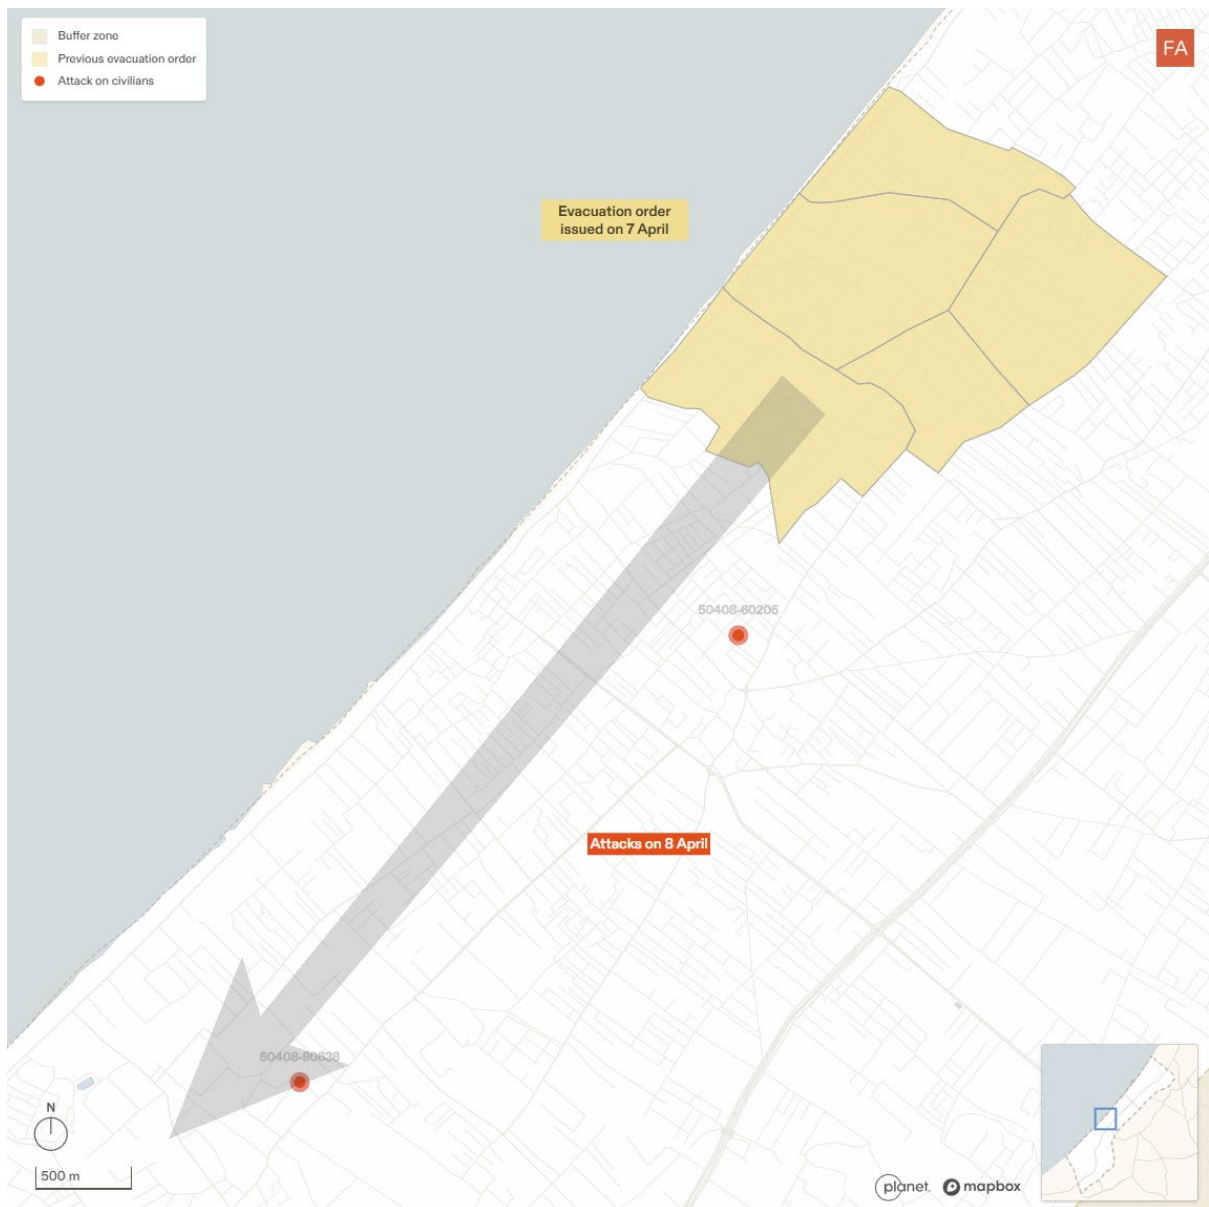 Buffer zone
Previous evacuation order
Attack on civilians
FA
Evacuation order
issued on 7 April
50408-60205
Attacks on 8 April
50408-90638
N
500 m
planet.
mapbox